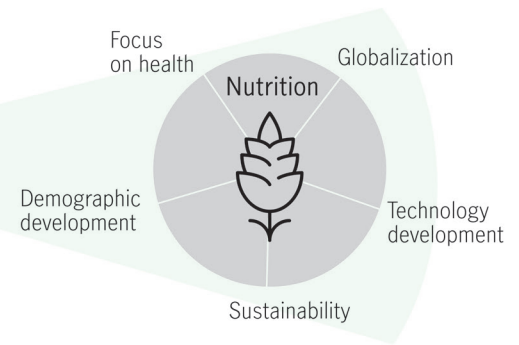 Focus
on health
Globalization
Nutrition
Demographic
development
Technology
development
Sustainability